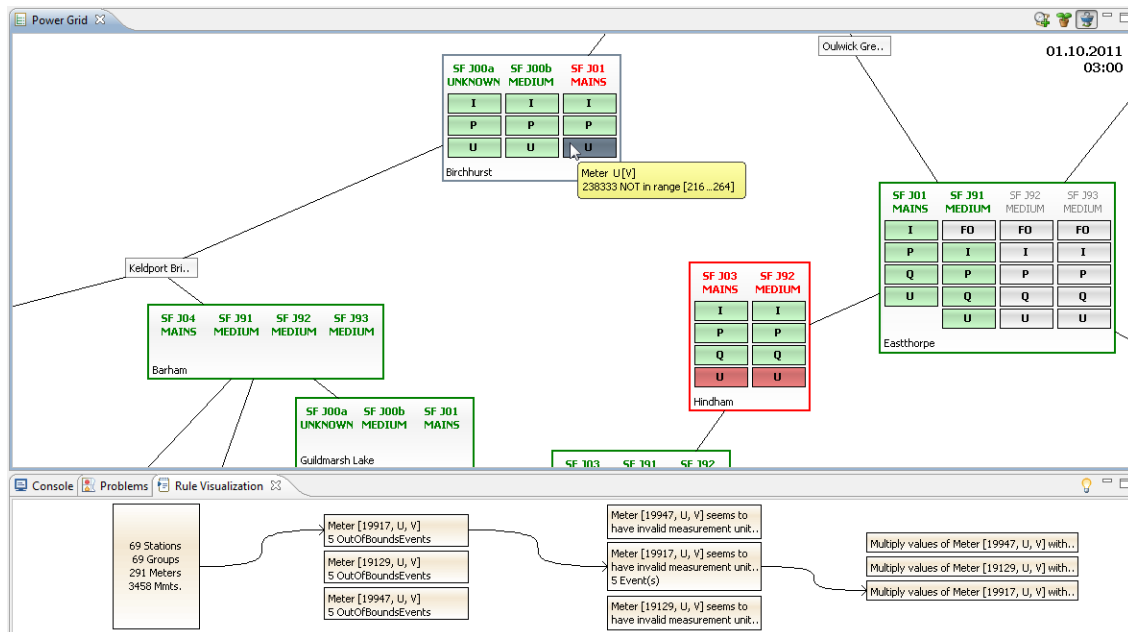 Power Grid
01.10.2011
03:00
Oulwick Gre..
SF J00a SF J00b SF J01
UNKNOWN MEDIUM MAINS
I I I
P P P
U U U
Birchhurst
Meter U[V]
238333 NOT in range [216 ...264]
SF J01 SF J91 SF J92 SF J93
MAINS MEDIUM MEDIUM MEDIUM
I FO FO FO
P I I I
Q P P P
U Q Q Q
U U U
Eastthorpe
Keldport Bri..
SF J03 SF J92
MAINS MEDIUM
I I
P P
Q Q
U U
Hindham
SF J04 SF J91 SF J92 SF J93
MAINS MEDIUM MEDIUM MEDIUM
Barham
SF J00a SF J00b SF J01
UNKNOWN MEDIUM MAINS
Guildmarsh Lake
SF J03 SF J91 SF J92
Console Problems Rule Visualization
69 Stations
69 Groups
291 Meters
3458 Mmts.
Meter [19917, U, V]
5 OutOfBoundsEvents
Meter [19129, U, V]
5 OutOfBoundsEvents
Meter [19947, U, V]
5 OutOfBoundsEvents
Meter [19947, U, V] seems to
have invalid measurement unit..
Meter [19917, U, V] seems to
have invalid measurement unit..
5 Event(s)
Meter [19129, U, V] seems to
have invalid measurement unit..
Multiply values of Meter [19947, U, V] with..
Multiply values of Meter [19129, U, V] with..
Multiply values of Meter [19917, U, V] with..